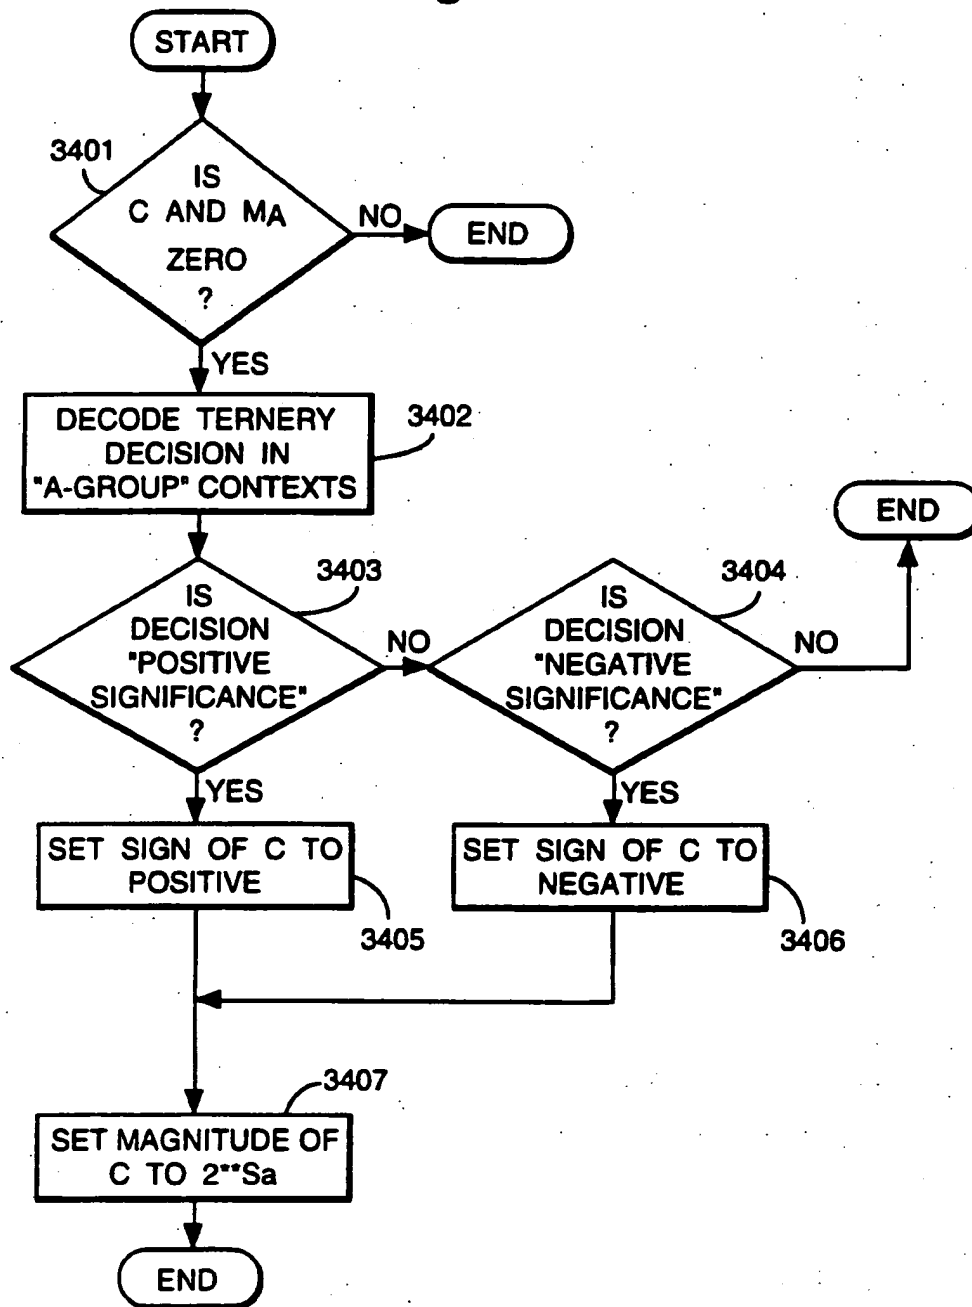 START
3401
IS
C AND MA
ZERO
?
NO
END
YES
DECODE TERNERY
DECISION IN
"A-GROUP" CONTEXTS
3402
END
3403
IS
DECISION
"POSITIVE
SIGNIFICANCE"
?
NO
3404
IS
DECISION
"NEGATIVE
SIGNIFICANCE"
?
NO
YES
YES
SET SIGN OF C TO
POSITIVE
3405
SET SIGN OF C TO
NEGATIVE
3406
3407
SET MAGNITUDE OF
C TO 2**Sa
END